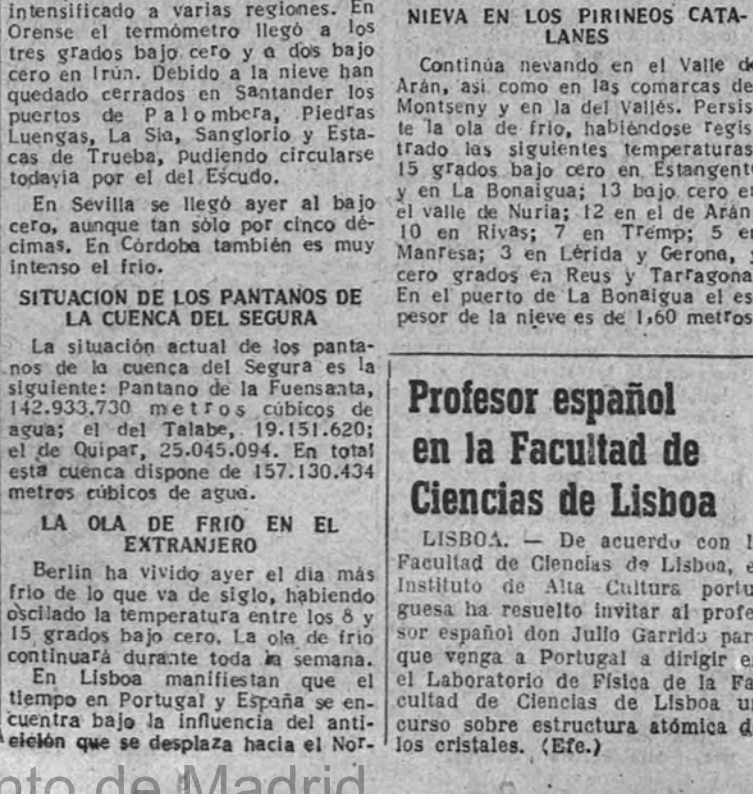 intensificado a varias regiones. En
Orense el termómetro llegó a los
tres grados bajo cero y a dos bajo
cero en Irún. Debido a la nieve han
quedado cerrados en Santander los
puertos de Palombera, Piedras
Luengas, La Sia, Sanglorio y Esta-
cas de Trueba, pudiendo circularse
todavía por el del Escudo.
En Sevilla se llegó ayer al bajo
cero, aunque tan sólo por cinco dé-
cimas. En Córdoba también es muy
intenso el frío.
SITUACION DE LOS PANTANOS DE
LA CUENCA DEL SEGURA
La situación actual de los panta-
nos de la cuenca del Segura es la
siguiente: Pantano de la Fuensanta,
142.933.730 metros cúbicos de
agua; el del Talabe, 19.151.620;
el de Quipar, 25.045.094. En total
esta cuenca dispone de 157.130.434
metros cúbicos de agua.
LA OLA DE FRIO EN EL
EXTRANJERO
Berlín ha vivido ayer el día más
frío de lo que va de siglo, habiendo
oscilado la temperatura entre los 8 y
15 grados bajo cero. La ola de frío
continuará durante toda la semana.
En Lisboa manifiestan que el
tiempo en Portugal y España se en-
cuentra bajo la influencia del anti-
ciclón que se desplaza hacia el Nor-
NIEVA EN LOS PIRINEOS CATA-
LANES
Continúa nevando en el Valle de
Arán, así como en las comarcas de
Montseny y en la del Vallés. Persis-
te la ola de frío, habiéndose regis
trado las siguientes temperaturas
15 grados bajo cero en Estangento
y en La Bonaigua; 13 bajo cero en
el valle de Nuria; 12 en el de Arán
10 en Rivas; 7 en Tremp; 5 en
Manresa; 3 en Lérida y Gerona, y
cero grados en Reus y Tarragona
En el puerto de La Bonaigua el es
pesor de la nieve es de 1,60 metros
Profesor español
en la Facultad de
Ciencias de Lisboa
LISBOA. — De acuerdo con l
Facultad de Ciencias de Lisboa, e
Instituto de Alta Cultura portu
guesa ha resuelto invitar al profe
sor español don Julio Garrido par
que venga a Portugal a dirigir e
el Laboratorio de Física de la Fa
cultad de Ciencias de Lisboa u
curso sobre estructura atómica d
los cristales. (Efe.)
nto de Madrid